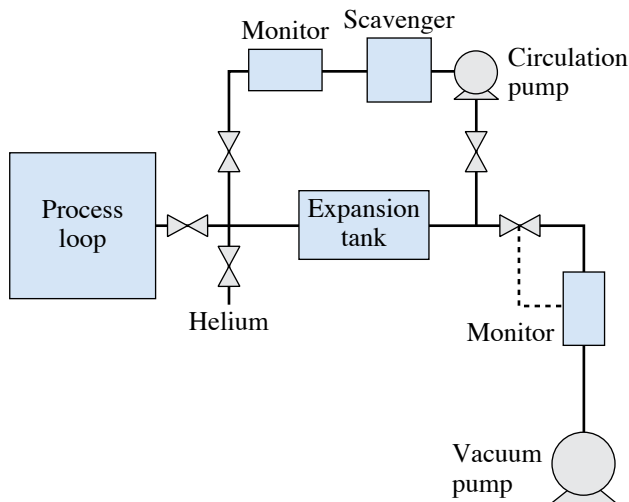 Monitor
Scavenger
Circulation
pump
Process
loop
Expansion
tank
Helium
Monitor
Vacuum
pump